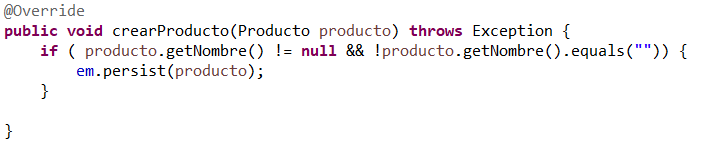 @Override
public void crearProducto(Producto producto) throws Exception {
    if ( producto.getNombre() != null && !producto.getNombre().equals("")) {
        em.persist(producto);
    }

}